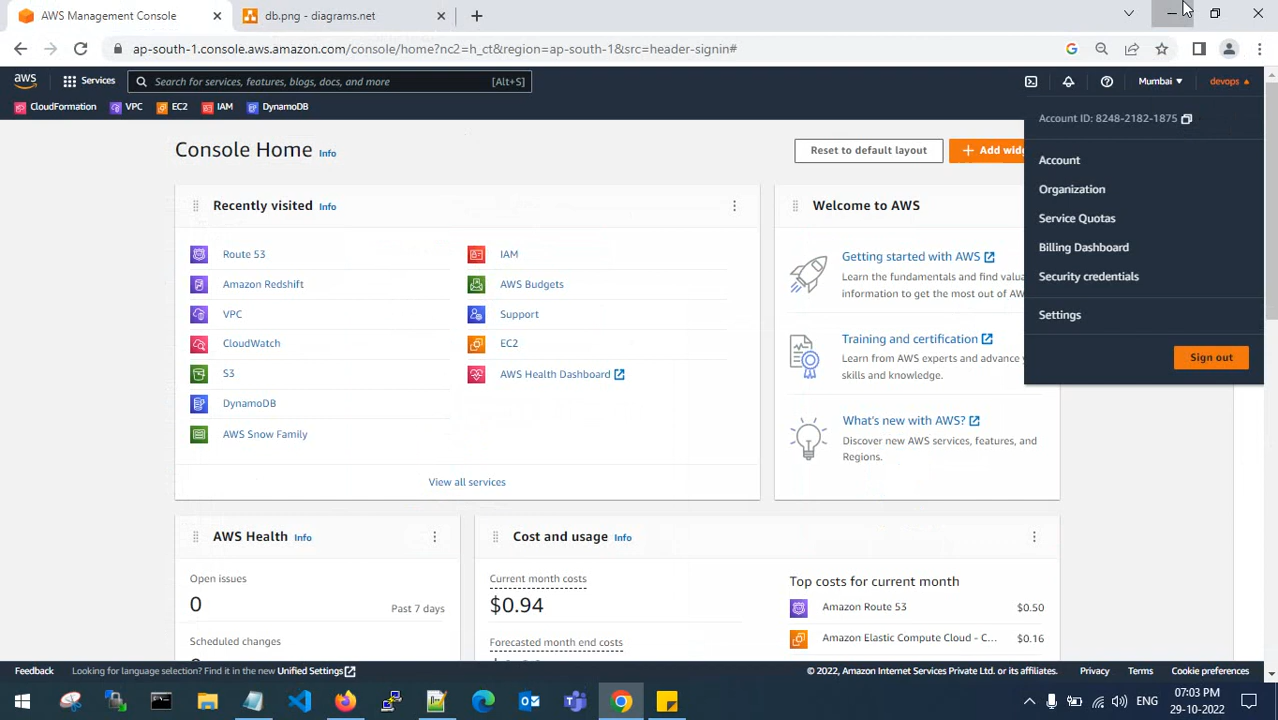 AWS Management Console
db.png - diagrams.net
ap-south-1.console.aws.amazon.com/console/home?nc2=h_ct&region=ap-south-1&src=header-signin#
aws
Services
Search for services, features, blogs, docs, and more
[Alt+S]
Mumbai
devops
CloudFormation
VPC
EC2
IAM
DynamoDB
Account ID: 8248-2182-1875
Account
Organization
Service Quotas
Billing Dashboard
Security credentials
Settings
Sign out
Console Home Info
Reset to default layout
Recently visited Info
Route 53
Amazon Redshift
VPC
CloudWatch
S3
DynamoDB
AWS Snow Family
IAM
AWS Budgets
Support
EC2
AWS Health Dashboard
View all services
Welcome to AWS
Getting started with AWS
Learn the fundamentals and find
information to get the most out of
Training and certification
Learn from AWS experts and advance
skills and knowledge.
What's new with AWS?
Discover new AWS services, features, and
Regions.
+ Add
AWS Health Info
Open issues
0
Past 7 days
Scheduled changes
Cost and usage Info
Current month costs
$0.94
Forecasted month end costs
Top costs for current month
Amazon Route 53
$0.50
Amazon Elastic Compute Cloud - C...
$0.16
Feedback
Looking for language selection? Find it in the new Unified Settings
© 2022, Amazon Internet Services Private Ltd. or its affiliates.
Privacy
Terms
Cookie preferences
ENG
07:03 PM
29-10-2022